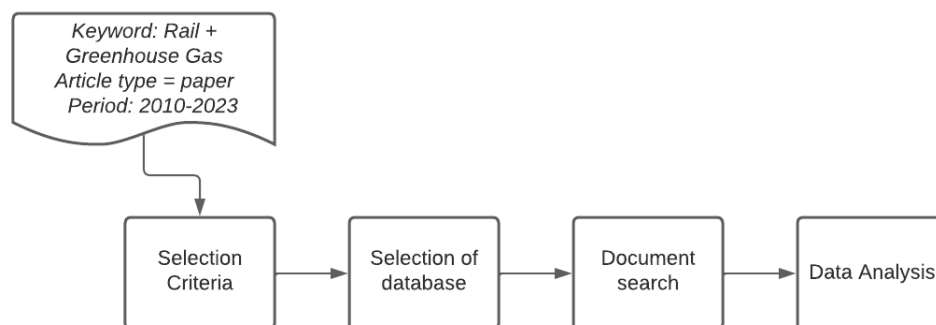 Keyword: Rail +
Greenhouse Gas
Article type = paper
Period: 2010-2023
Selection
Criteria
Selection of
database
Document
search
Data Analysis